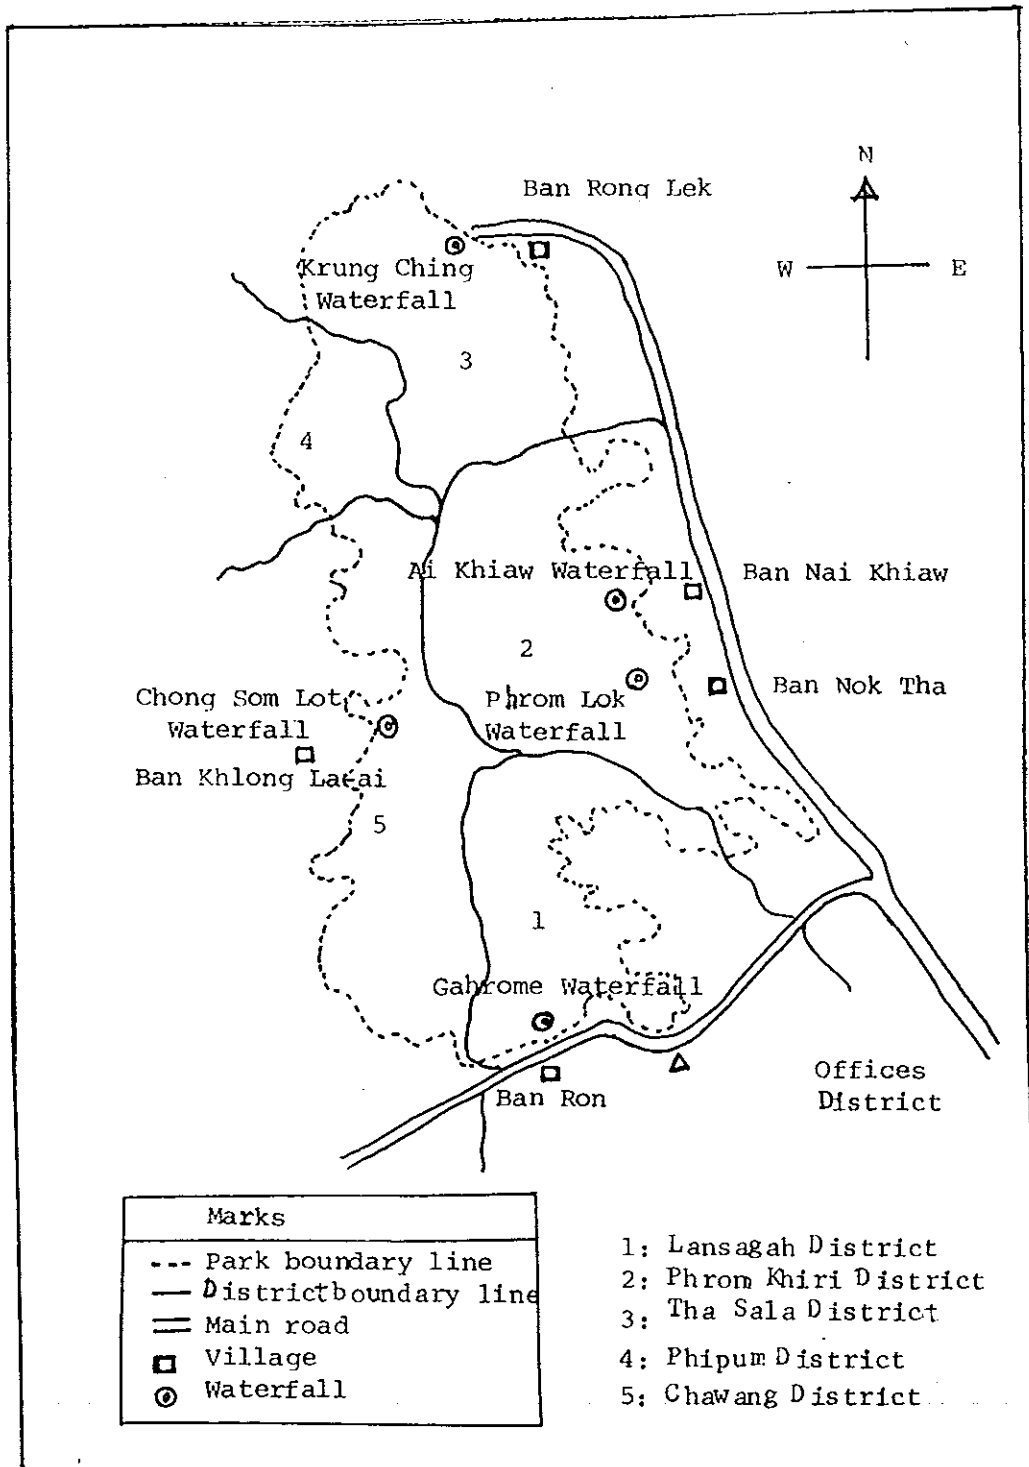 N
Ban Rong Lek
W
E
Krung Ching
Waterfall
3
4
Ai Khiaw Waterfall
Ban Nai Khiaw
2
Ban Nok Tha
Chong Som Lot
Waterfall
Phrom Lok
Waterfall
Ban Khlong
5
1
Gahrome Waterfall
Offices
District
Ban Ron
Marks
Park boundary line
District boundary line
Main road
Village
Waterfall
1: Lansagah District
2: Phrom Khiri District
3: Tha Sala District
4: Phipum District
5: Chawang District